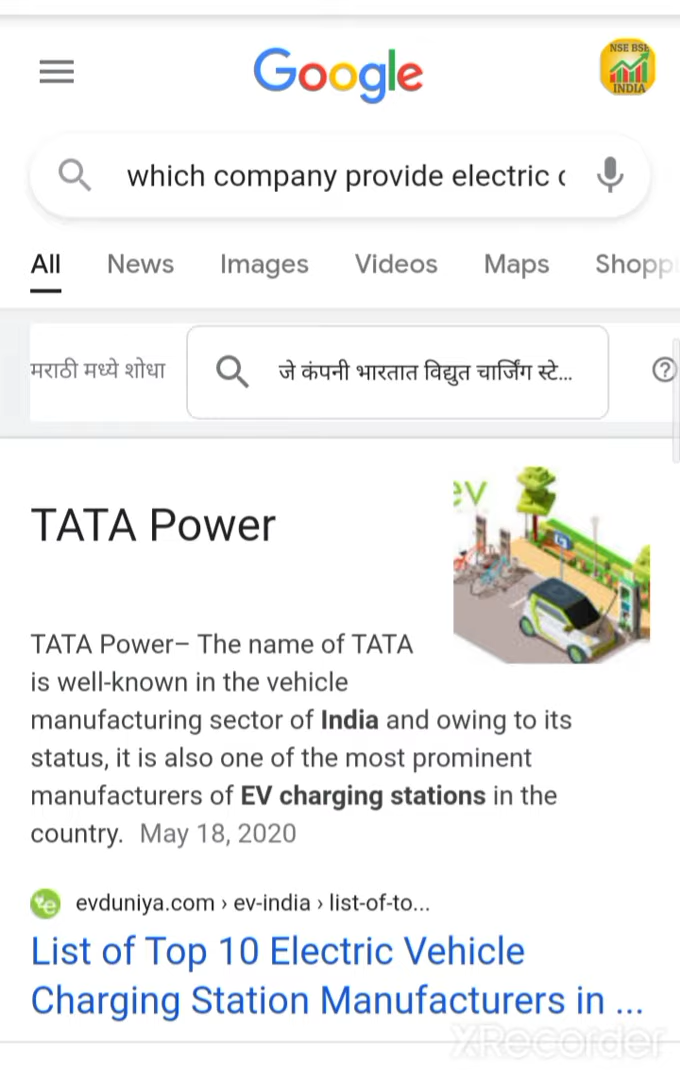 Google
NSE BSE
INDIA
which company provide electric
All News Images Videos Maps Shopp
मराठी मध्ये शोधा
जे कंपनी भारतात विद्युत चार्जिंग स्टे...
TATA Power
ev
TATA Power– The name of TATA
is well-known in the vehicle
manufacturing sector of India and owing to its
status, it is also one of the most prominent
manufacturers of EV charging stations in the
country. May 18, 2020
evduniya.com › ev-india › list-of-to...
List of Top 10 Electric Vehicle
Charging Station Manufacturers in ...
XRecorder